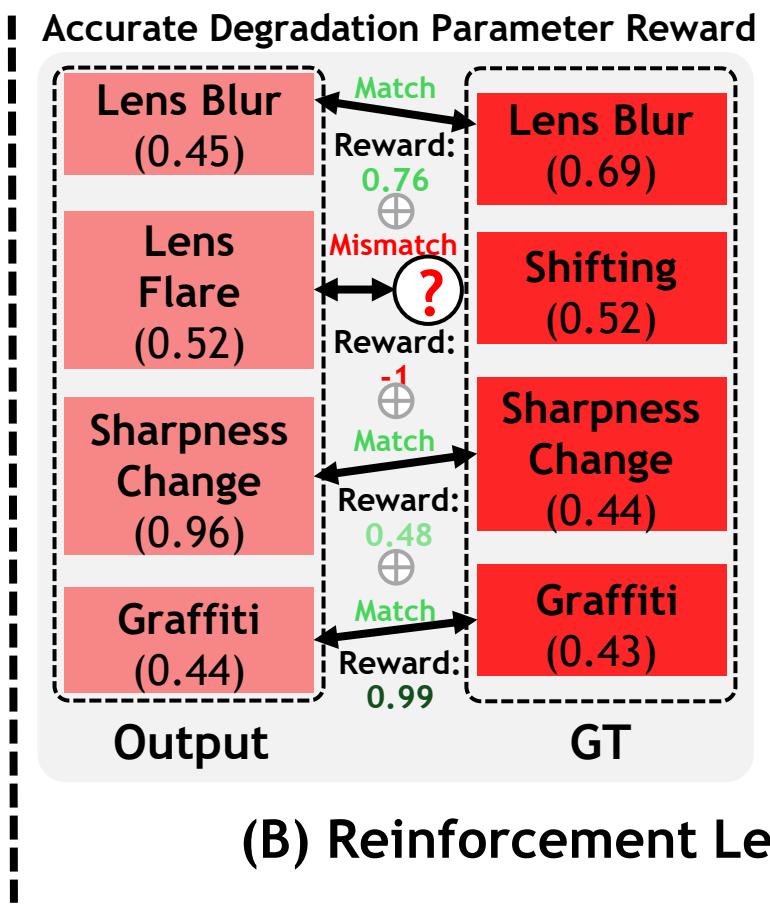 Accurate Degradation Parameter Reward
Lens Blur
(0.45)
Lens
Flare
(0.52)
Sharpness
Change
(0.96)
Graffiti
(0.44)
Output
Match
Reward:
0.76
Mismatch
?
Reward:
-1
Match
Reward:
0.48
Match
Reward:
0.99
Lens Blur
(0.69)
Shifting
(0.52)
Sharpness
Change
(0.44)
Graffiti
(0.43)
GT
(B) Reinforcement Le